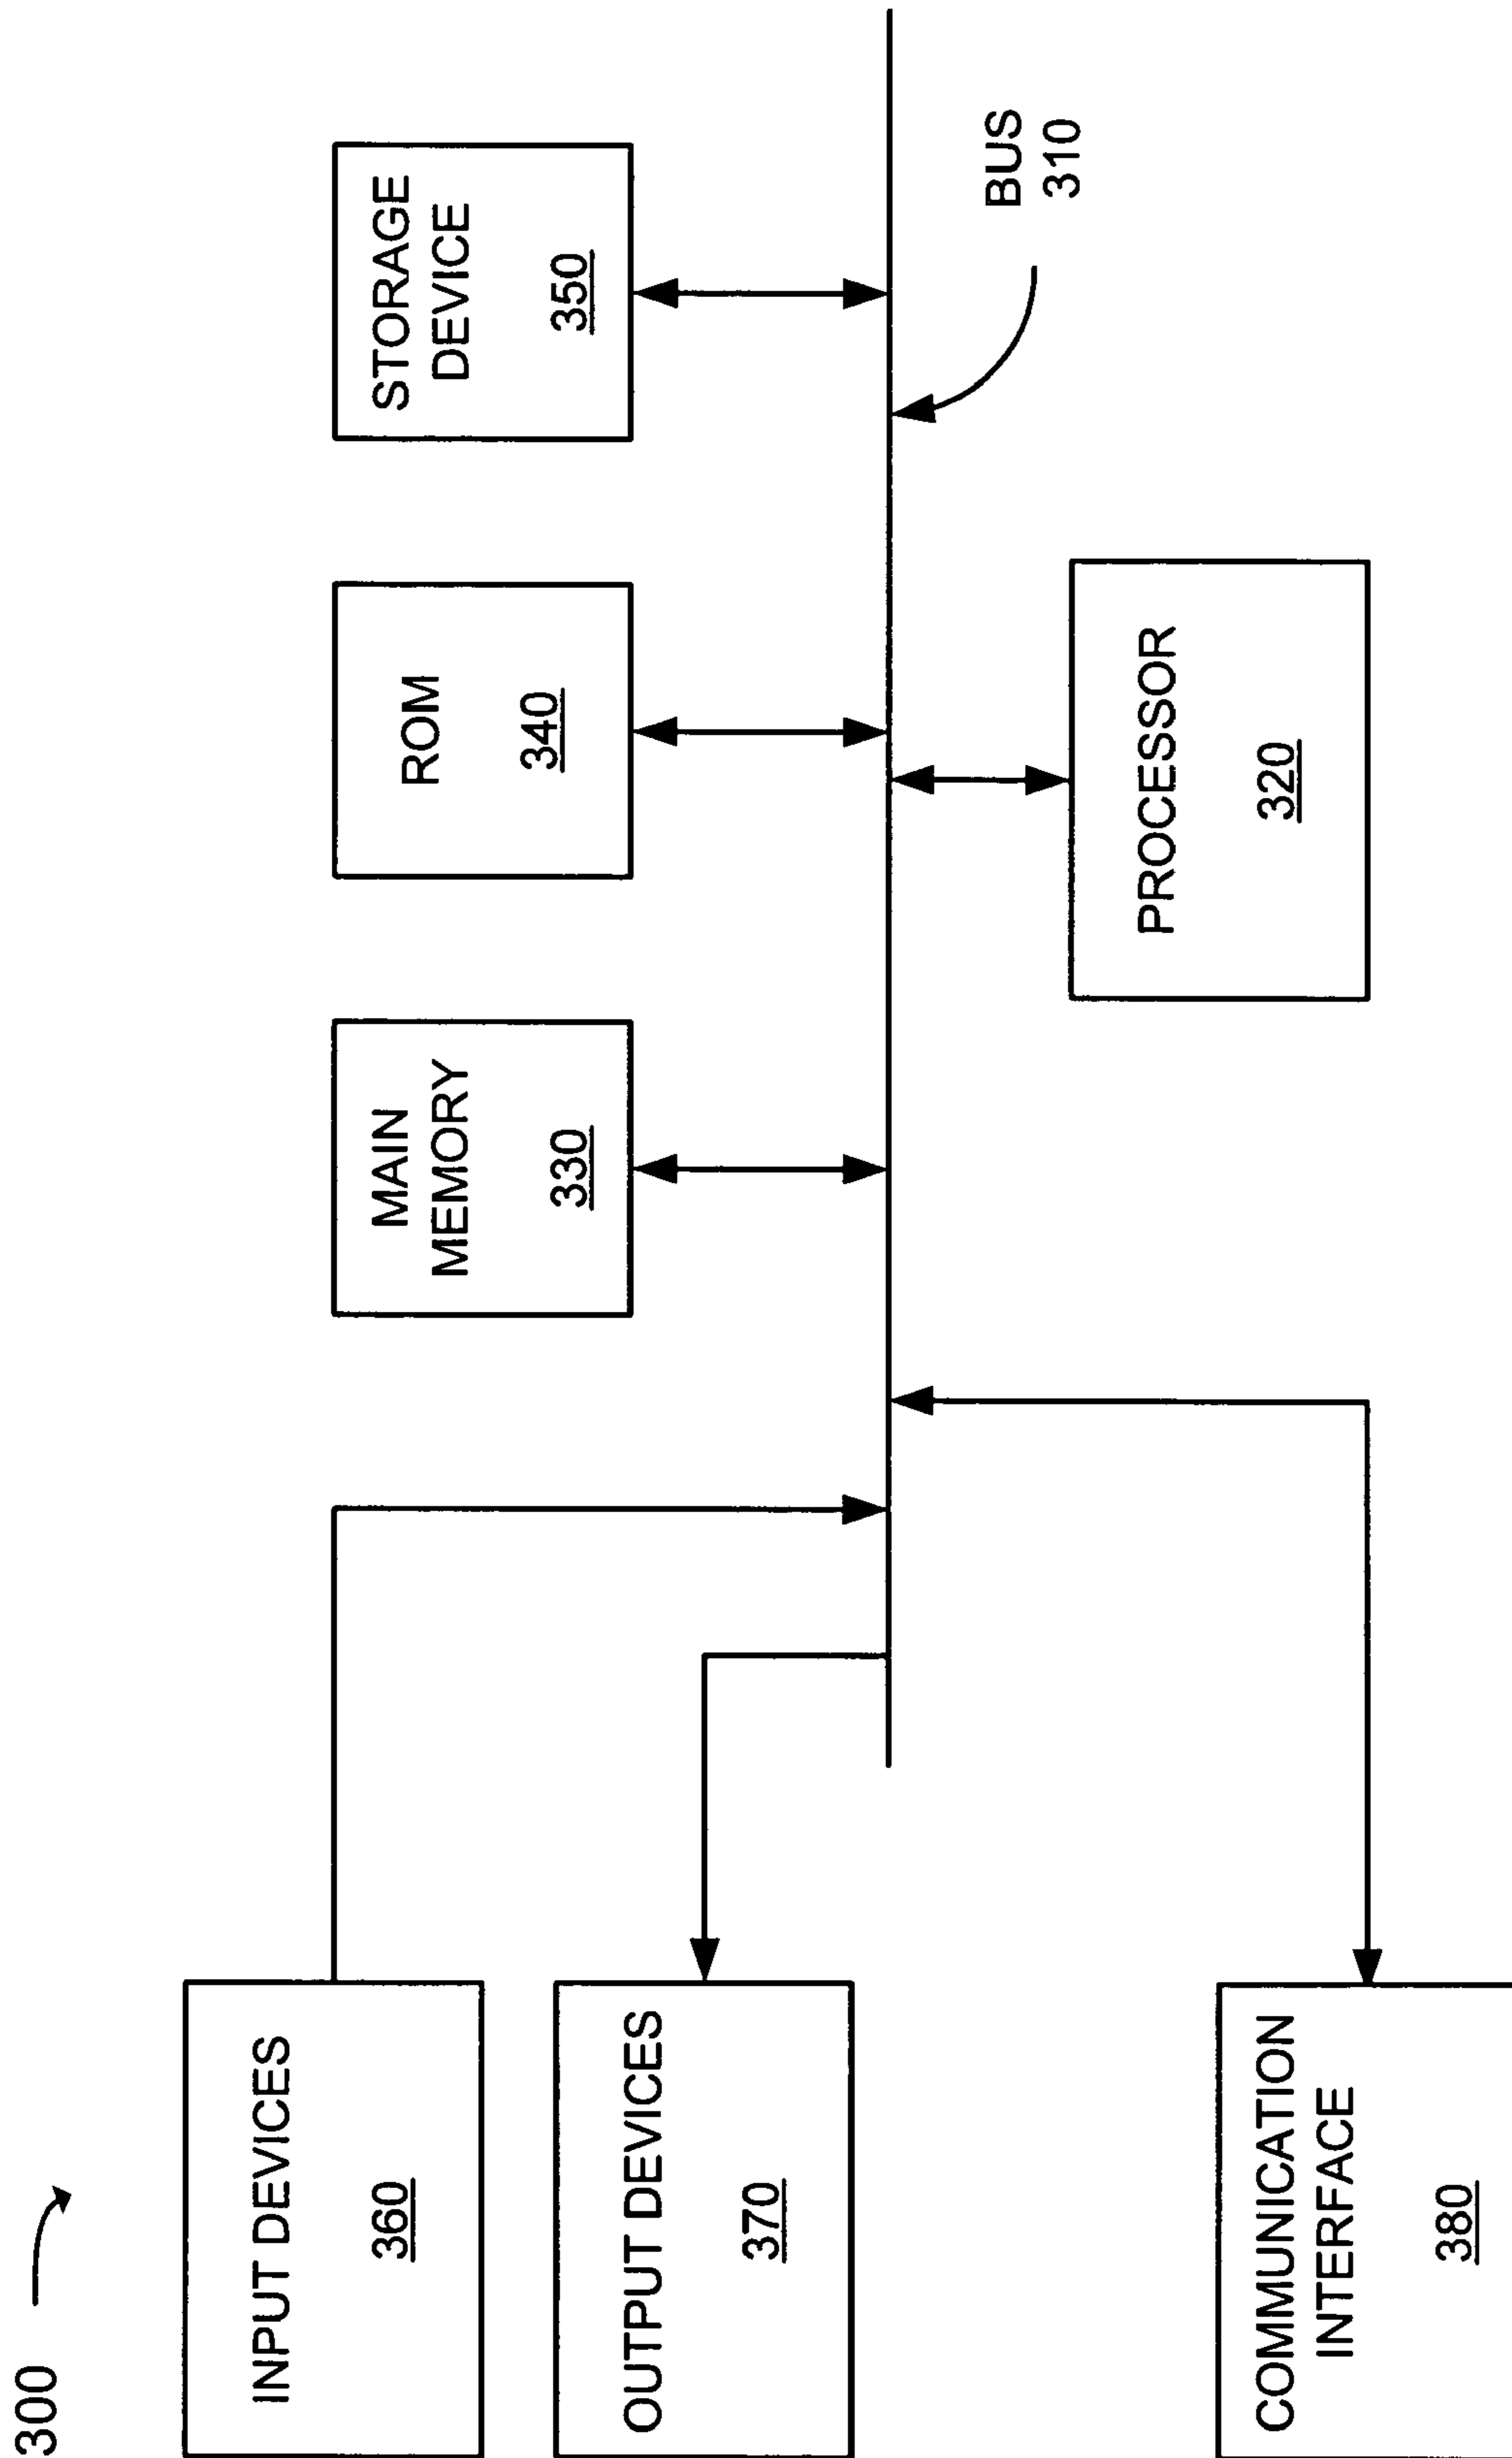 300
INPUT DEVICES
360
OUTPUT DEVICES
370
COMMUNICATION
INTERFACE
380
MAIN
MEMORY
330
ROM
340
STORAGE
DEVICE
350
PROCESSOR
320
BUS
310